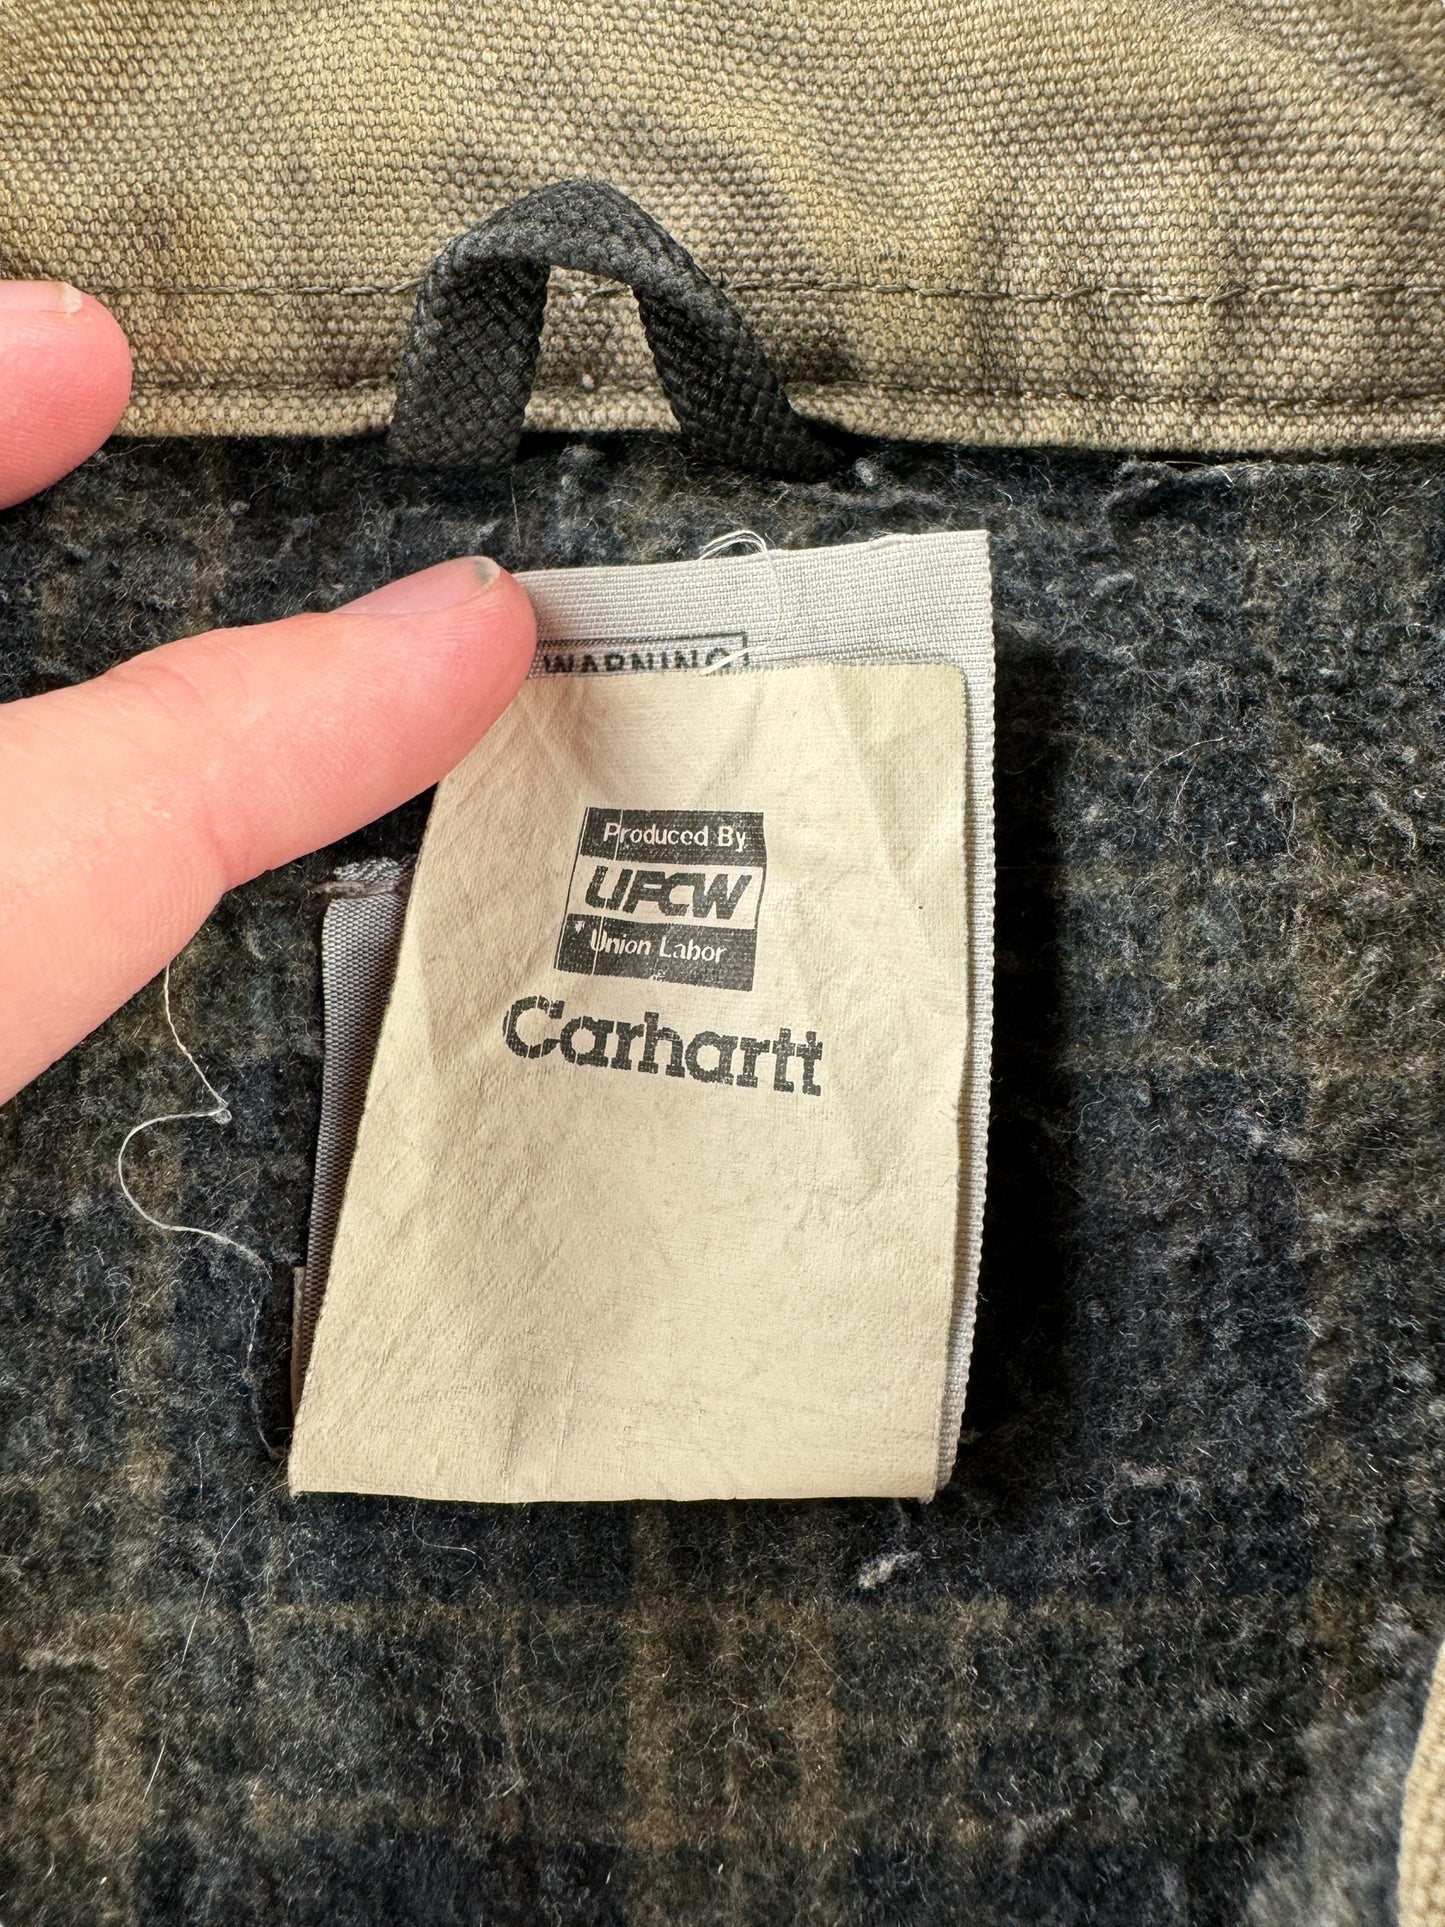 WARNING!
Produced By
UFCW
Union Labor
Carhartt